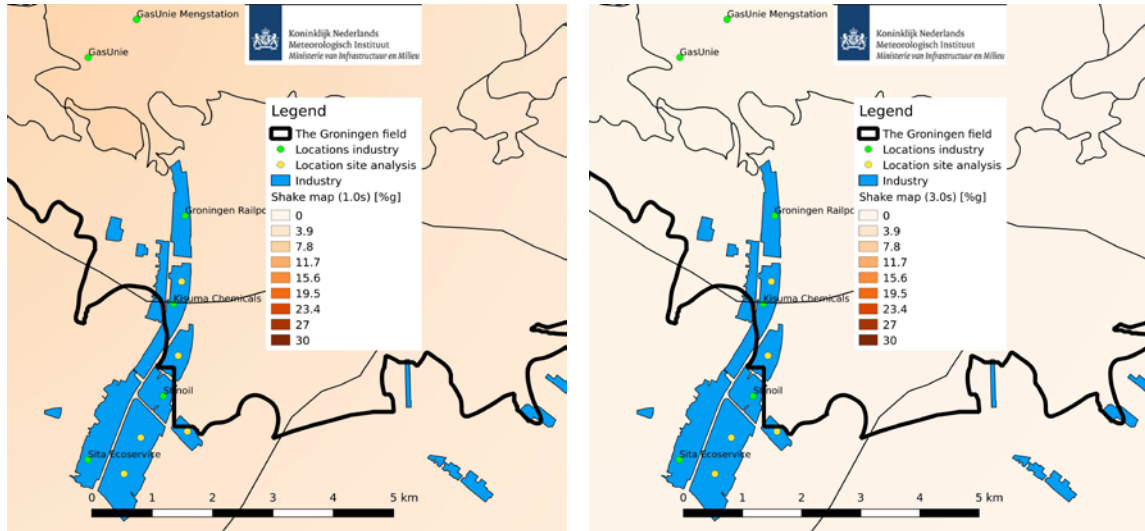 GasUnie Mengstation
GasUnie
Koninklijk Nederlands
Meteorologisch Instituut
Ministerie van Infrastructuur en Milieu
Legend
The Groningen field
Locations industry
Location site analysis
Industry
Shake map (1.0s) [%g]
0
3.9
7.8
11.7
15.6
19.5
23.4
27
30
Groningen Railpo
Kisuma Chemicals
Sita Ecoservice
0 1 2 3 4 5 km
GasUnie Mengstation
GasUnie
Koninklijk Nederlands
Meteorologisch Instituut
Ministerie van Infrastructuur en Milieu
Legend
The Groningen field
Locations industry
Location site analysis
Industry
Shake map (3.0s) [%g]
0
3.9
7.8
11.7
15.6
19.5
23.4
27
30
Groningen Railpo
Kisuma Chemicals
Sita Ecoservice
0 1 2 3 4 5 km